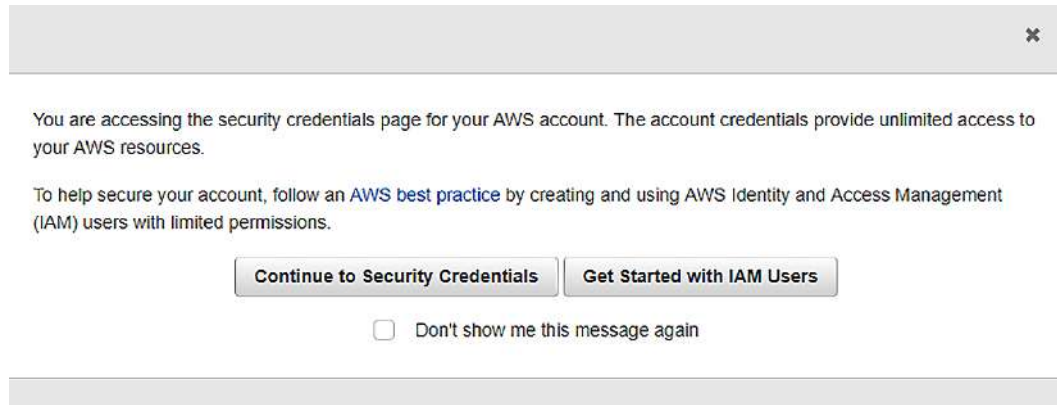 You are accessing the security credentials page for your AWS account. The account credentials provide unlimited access to
your AWS resources.
To help secure your account, follow an AWS best practice by creating and using AWS Identity and Access Management
(IAM) users with limited permissions.
Continue to Security Credentials Get Started with IAM Users
Don't show me this message again